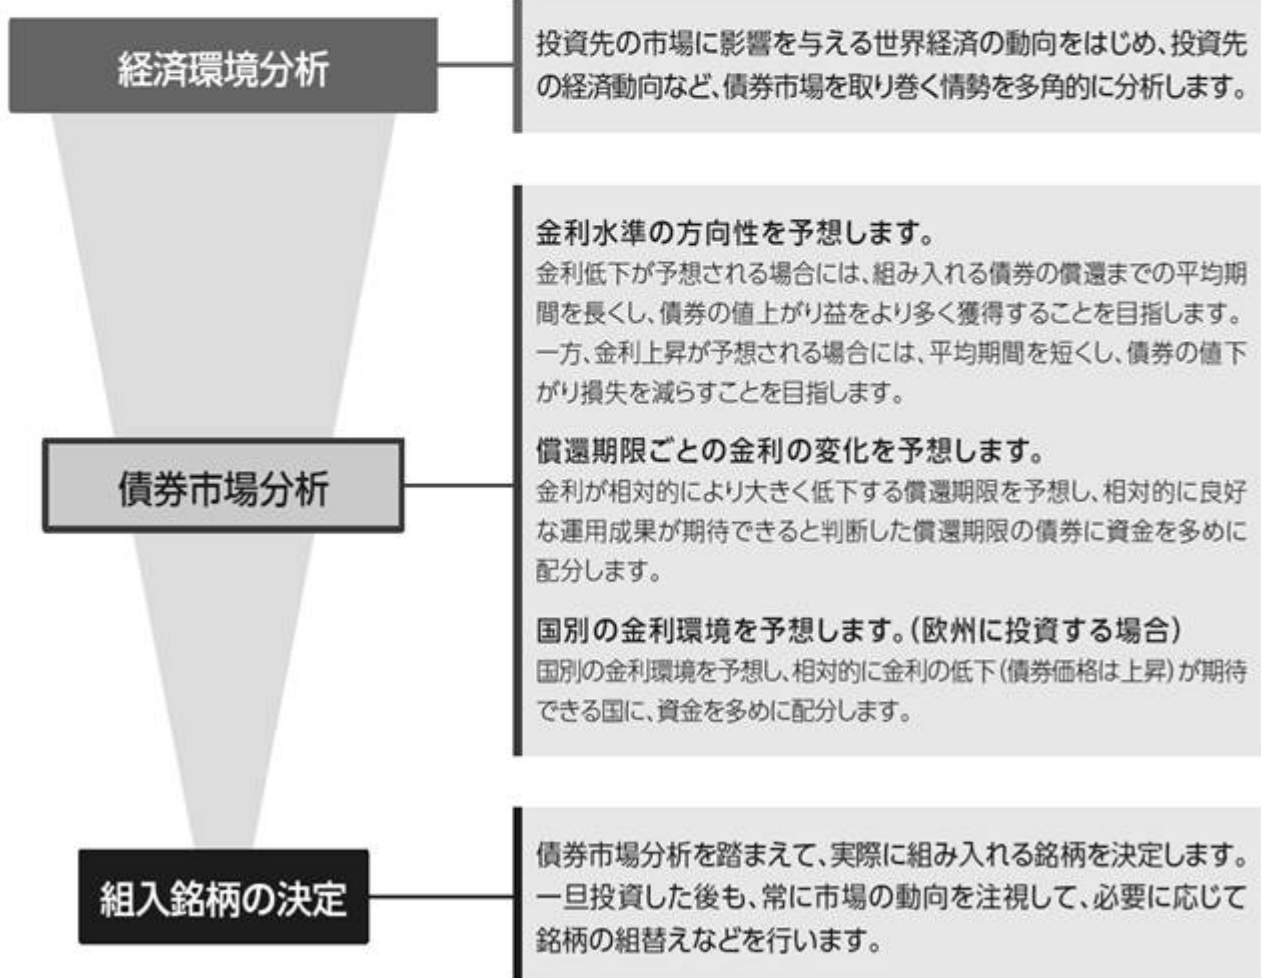 経済環境分析
投資先の市場に影響を与える世界経済の動向をはじめ、投資先
の経済動向など、債券市場を取り巻く情勢を多角的に分析します。
債券市場分析
金利水準の方向性を予想します。
金利低下が予想される場合には、組み入れる債券の償還までの平均期
間を長くし、債券の値上がり益をより多く獲得することを目指します。
一方、金利上昇が予想される場合には、平均期間を短くし、債券の値下
がり損失を減らすことを目指します。
償還期限ごとの金利の変化を予想します。
金利が相対的により大きく低下する償還期限を予想し、相対的に良好
な運用成果が期待できると判断した償還期限の債券に資金を多めに
配分します。
国別の金利環境を予想します。(欧州に投資する場合)
国別の金利環境を予想し、相対的に金利の低下(債券価格は上昇)が期待
できる国に、資金を多めに配分します。
組入銘柄の決定
債券市場分析を踏まえて、実際に組み入れる銘柄を決定します。
一旦投資した後も、常に市場の動向を注視して、必要に応じて
銘柄の組替えなどを行います。